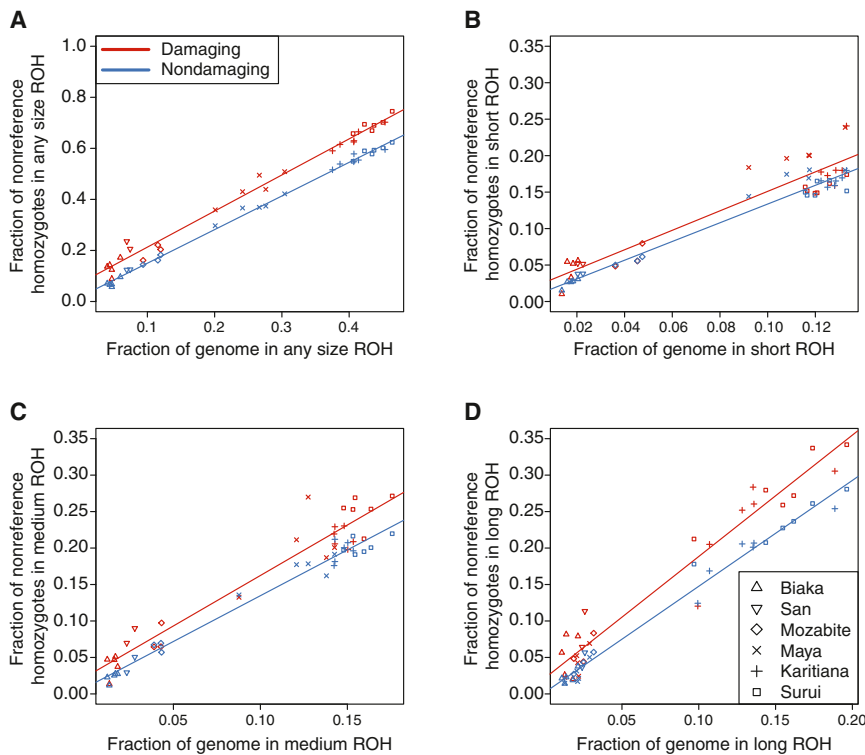 A
Fraction of nonreference
homozygotes in any size ROH
1.0
0.8
0.6
0.4
0.2
0.0
Damaging
Nondamaging
0.1
0.2
0.3
0.4
Fraction of genome in any size ROH
B
Fraction of nonreference
homozygotes in short ROH
0.35
0.30
0.25
0.20
0.15
0.10
0.05
0.00
0.02
0.04
0.06
0.08
0.10
0.12
Fraction of genome in short ROH
C
Fraction of nonreference
homozygotes in medium ROH
0.35
0.30
0.25
0.20
0.15
0.10
0.05
0.00
0.05
0.10
0.15
Fraction of genome in medium ROH
D
Fraction of nonreference
homozygotes in long ROH
0.35
0.30
0.25
0.20
0.15
0.10
0.05
0.00
Biaka
San
Mozabite
Maya
Karitiana
Surui
0.05
0.10
0.15
0.20
Fraction of genome in long ROH